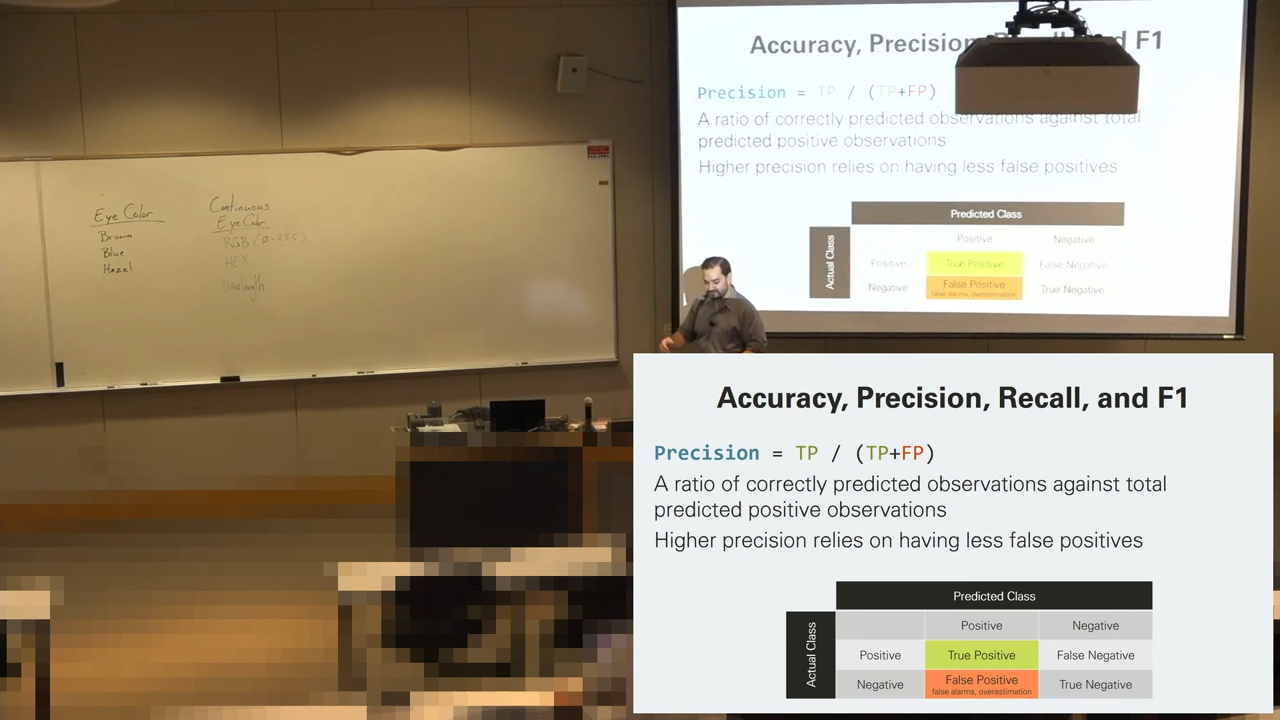 Eye Color
Brown
Blue
Hazel
Continuous
Eye Color
RGB (0-255)
HEX
Accuracy, Precision, and F1
Precision = TP / (TP+FP)
A ratio of correctly predicted observations against total
predicted positive observations
Higher precision relies on having less false positives
Predicted Class
Actual Class
Positive Negative
Positive True Positive False Negative
Negative False Positive True Negative
false alarms, overestimation
Accuracy, Precision, Recall, and F1
Precision = TP / (TP+FP)
A ratio of correctly predicted observations against total
predicted positive observations
Higher precision relies on having less false positives
Predicted Class
Actual Class
Positive Negative
Positive True Positive False Negative
Negative False Positive True Negative
false alarms, overestimation